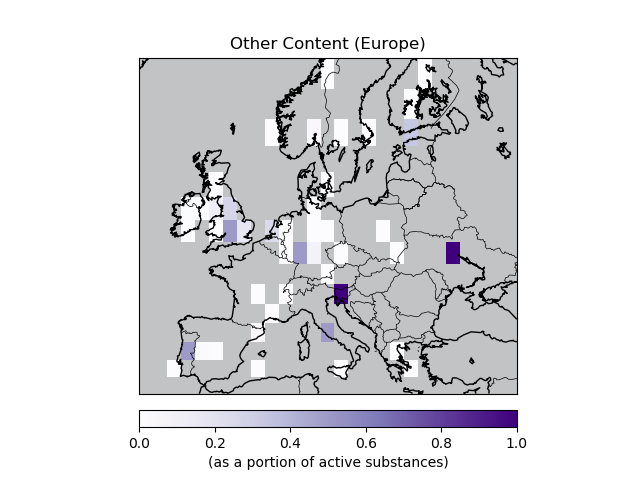 Other Content (Europe)
0.0 0.2 0.4 0.6 0.8 1.0
(as a portion of active substances)